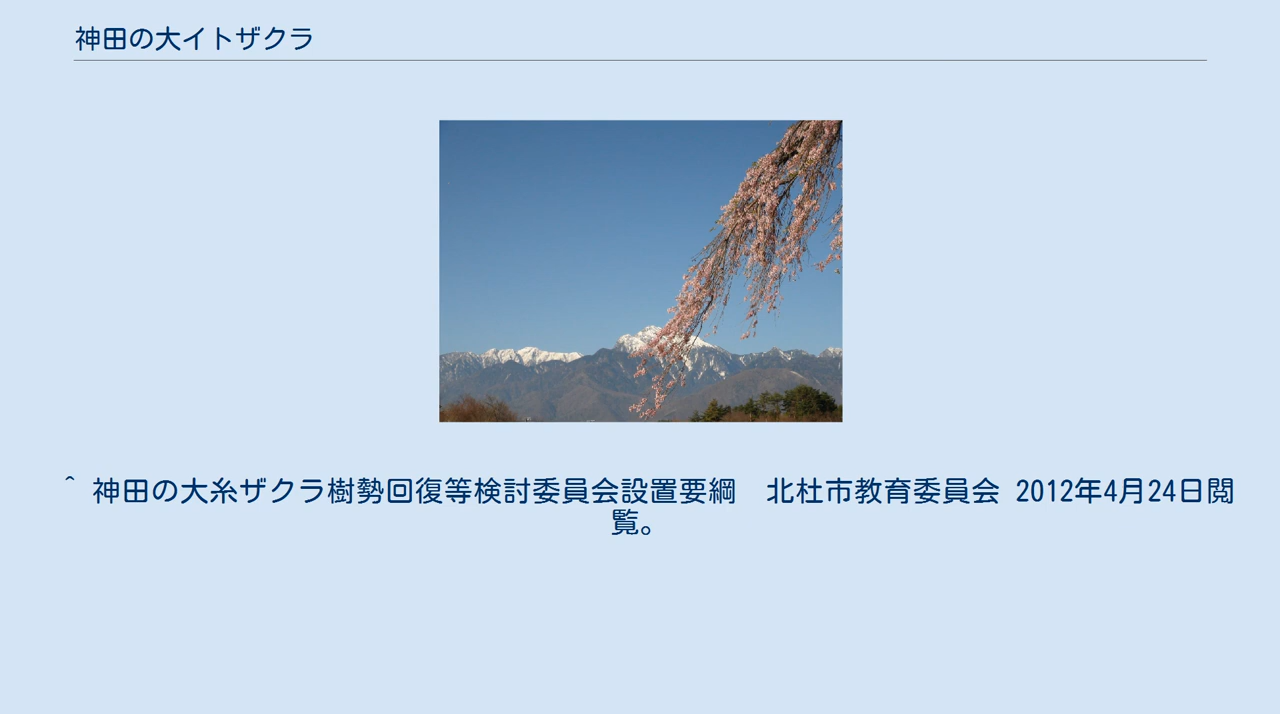 神田の大イトザクラ
^ 神田の大糸ザクラ樹勢回復等検討委員会設置要綱　北杜市教育委員会 2012年4月24日閲
覧。